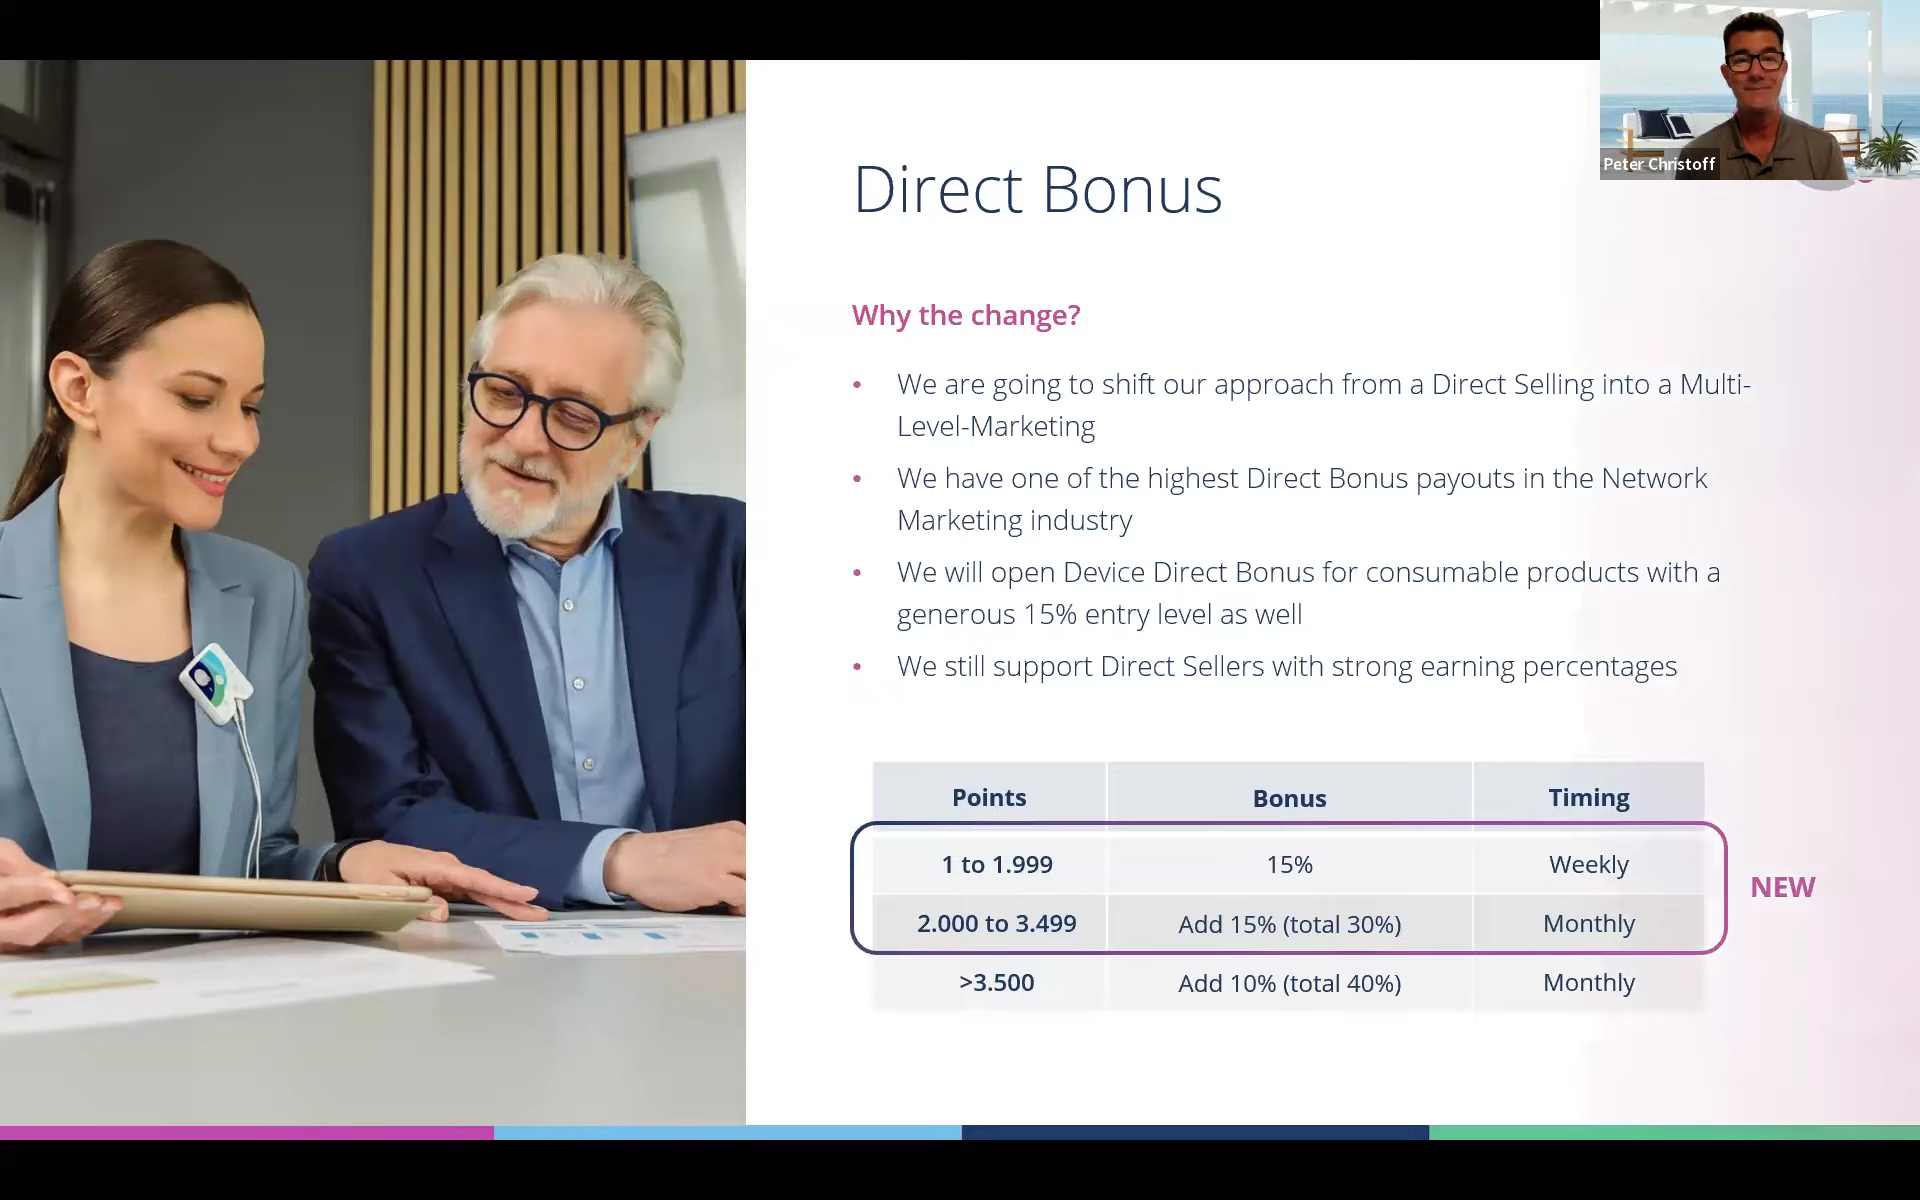 Peter Christoff
Direct Bonus
Why the change?
• We are going to shift our approach from a Direct Selling into a Multi-
Level-Marketing
• We have one of the highest Direct Bonus payouts in the Network
Marketing industry
• We will open Device Direct Bonus for consumable products with a
generous 15% entry level as well
• We still support Direct Sellers with strong earning percentages
Points Bonus Timing
1 to 1.999 15% Weekly
2.000 to 3.499 Add 15% (total 30%) Monthly
NEW
>3.500 Add 10% (total 40%) Monthly